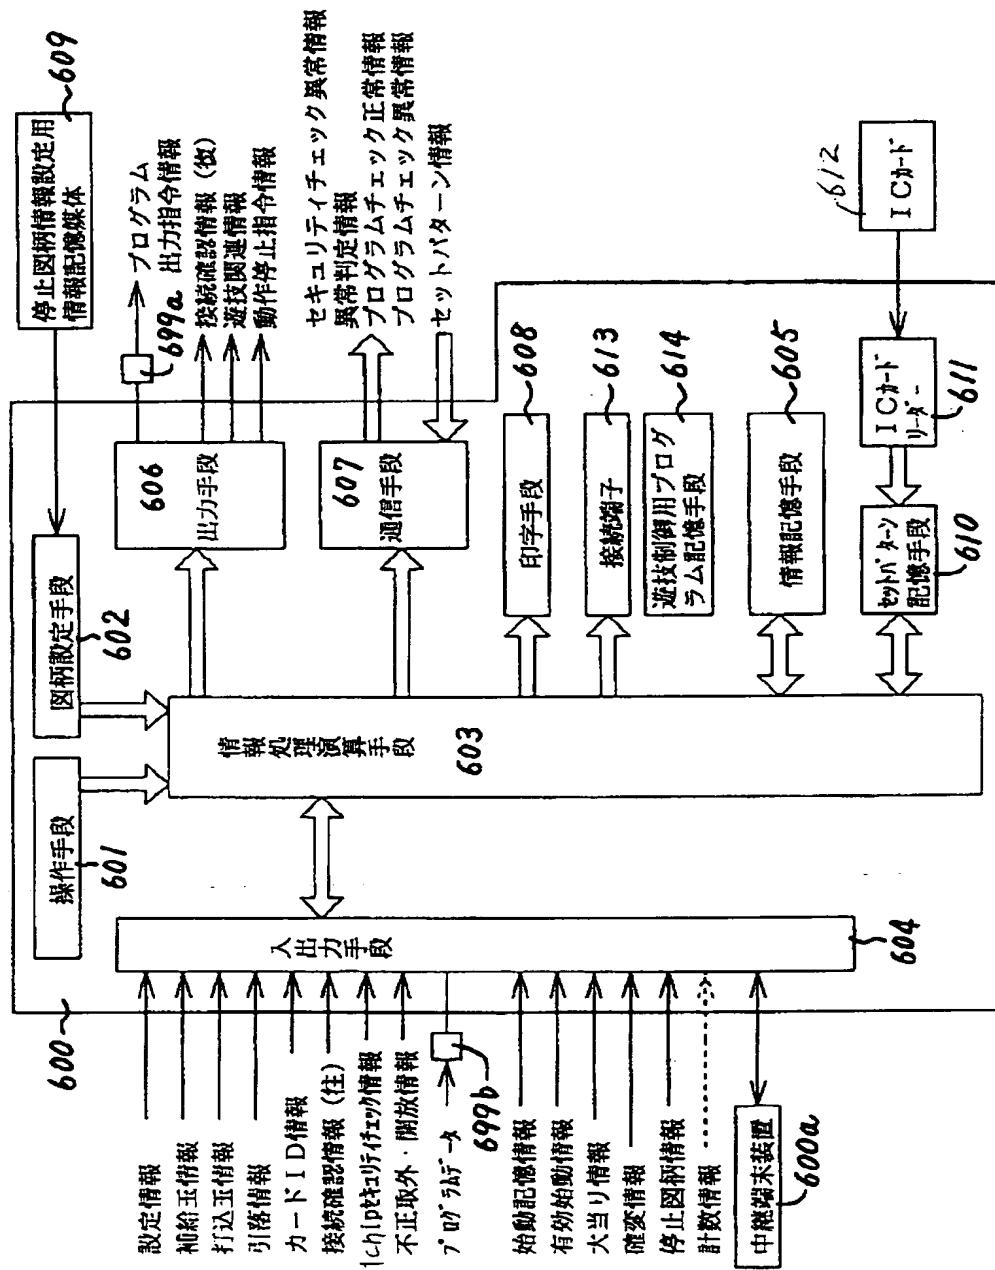 停止図柄情報設定用
情報記憶媒体
609
プログラム
出力指令情報
699a
接続確認情報(復)
遊技関連情報
動作停止指令情報
セキュリティチェック異常情報
異常判定情報
プログラムチェック正常情報
プログラムチェック異常情報
セットパターン情報
ICカード
612
606
出力手段
607
通信手段
印字手段
608
接続端子
613
遊技制御用プログ
ラム記憶手段
614
情報記憶手段
605
ICカード
リーダー
611
セットパターン
記憶手段
610
図柄設定手段
602
操作手段
601
情報処理演算手段
603
入出力手段
604
600
設定情報
補給玉情報
打込玉情報
引落情報
カードID情報
接続確認情報(往)
1chipセキュリティチェック情報
不正取外・開放情報
プログラムデータ
699b
始動記憶情報
有効始動情報
大当り情報
確変情報
停止図柄情報
計数情報
中継端末装置
600a